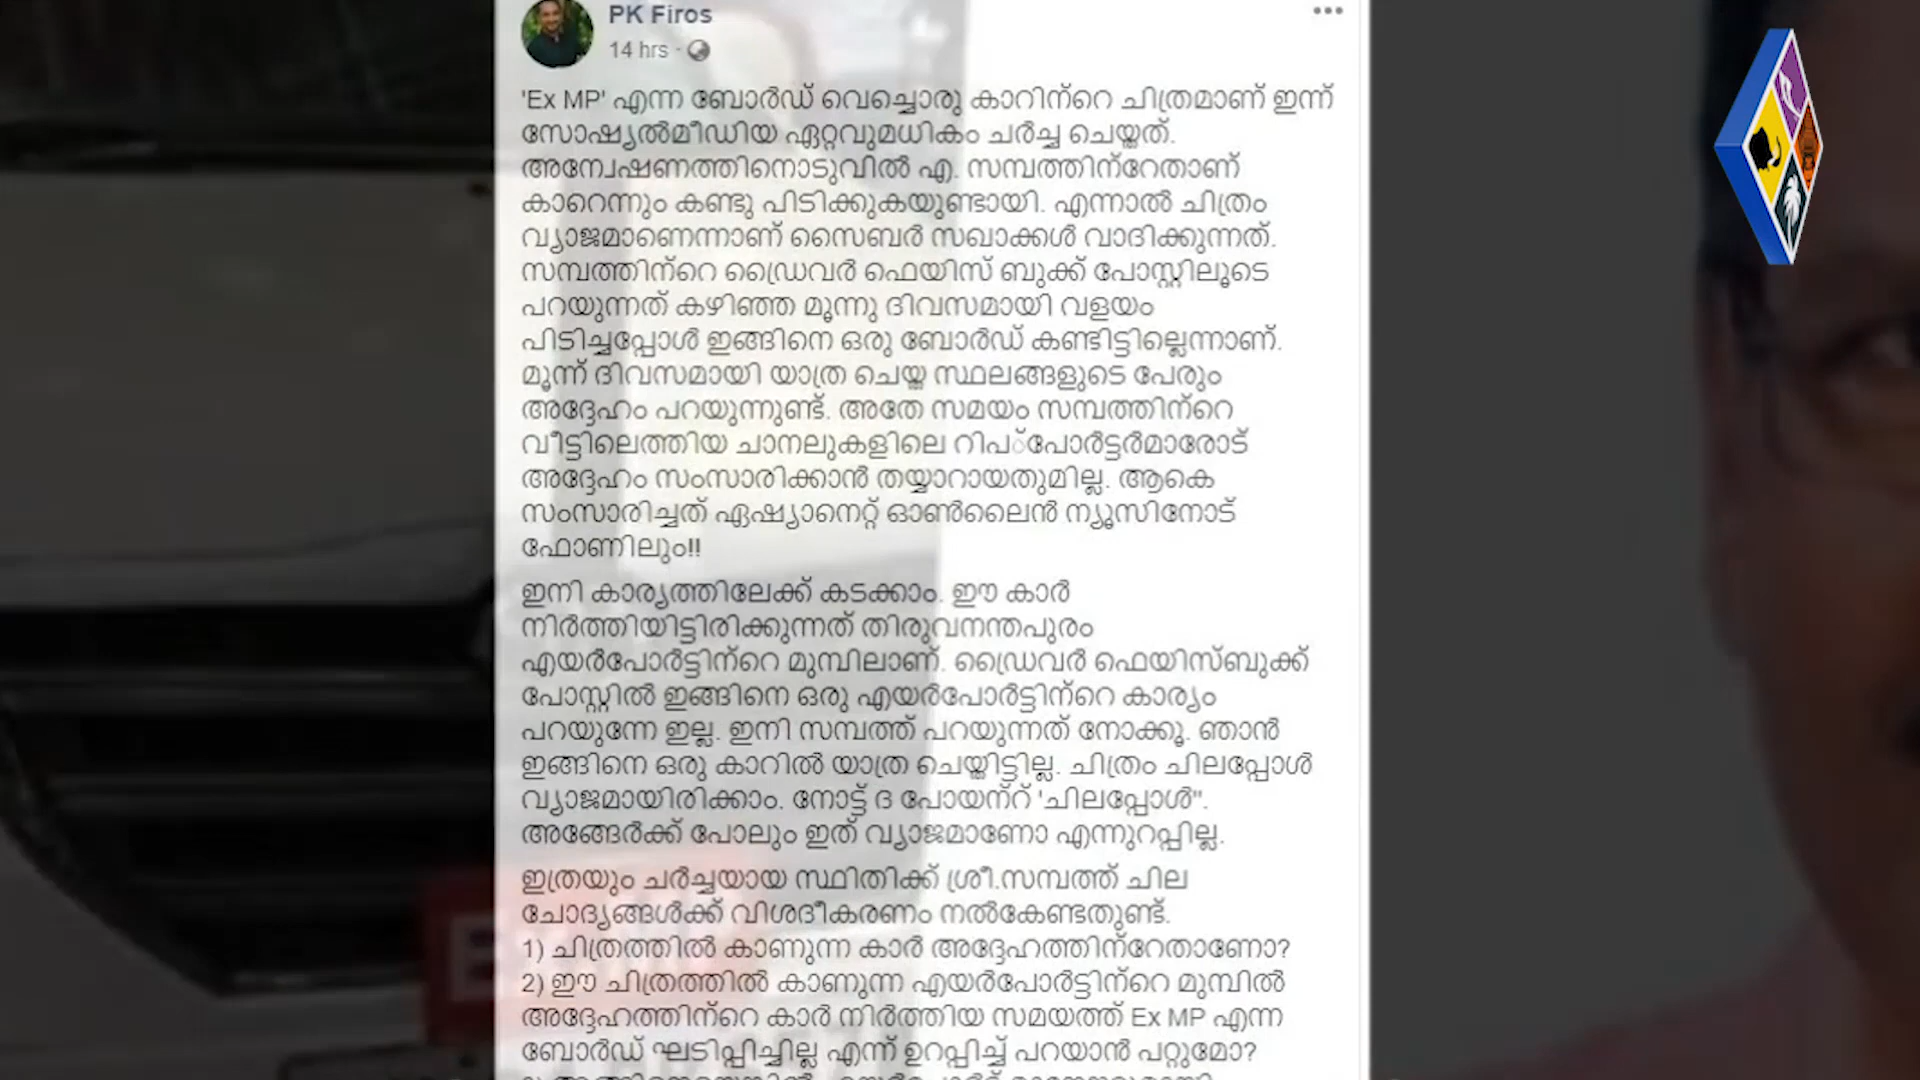 PK Firos
14 hrs ·
'Ex MP' എന്ന ബോർഡ് വെച്ചൊരു കാറിന്റെ ചിത്രമാണ് ഇന്ന്
സോഷ്യൽമീഡിയ ഏറ്റവുമധികം ചർച്ച ചെയ്തത്.
അന്വേഷണത്തിനൊടുവിൽ എ. സമ്പത്തിന്റേതാണ്
കാറെന്നും കണ്ടു പിടിക്കുകയുണ്ടായി. എന്നാൽ ചിത്രം
വ്യാജമാണെന്നാണ് സൈബർ സഖാക്കൾ വാദിക്കുന്നത്.
സമ്പത്തിന്റെ ഡ്രൈവർ ഫെയിസ് ബുക്ക് പോസ്റ്റിലൂടെ
പറയുന്നത് കഴിഞ്ഞ മൂന്നു ദിവസമായി വളയം
പിടിച്ചപ്പോൾ ഇങ്ങിനെ ഒരു ബോർഡ് കണ്ടിട്ടില്ലെന്നാണ്.
മൂന്ന് ദിവസമായി യാത്ര ചെയ്ത സ്ഥലങ്ങളുടെ പേരും
അദ്ദേഹം പറയുന്നുണ്ട്. അതേ സമയം സമ്പത്തിന്റെ
വീട്ടിലെത്തിയ ചാനലുകളിലെ റിപ്പോർട്ടർമാരോട്
അദ്ദേഹം സംസാരിക്കാൻ തയ്യാറായതുമില്ല. ആകെ
സംസാരിച്ചത് ഏഷ്യാനെറ്റ് ഓൺലൈൻ ന്യൂസിനോട്
ഫോണിലും!!
ഇനി കാര്യത്തിലേക്ക് കടക്കാം. ഈ കാർ
നിർത്തിയിട്ടിരിക്കുന്നത് തിരുവനന്തപുരം
എയർപോർട്ടിന്റെ മുമ്പിലാണ്. ഡ്രൈവർ ഫെയിസ്ബുക്ക്
പോസ്റ്റിൽ ഇങ്ങിനെ ഒരു എയർപോർട്ടിന്റെ കാര്യം
പറയുന്നേ ഇല്ല. ഇനി സമ്പത്ത് പറയുന്നത് നോക്കൂ. ഞാൻ
ഇങ്ങിനെ ഒരു കാറിൽ യാത്ര ചെയ്തിട്ടില്ല. ചിത്രം ചിലപ്പോൾ
വ്യാജമായിരിക്കാം. നോട്ട് ദ പോയന്റ് 'ചിലപ്പോൾ".
അങ്ങേർക്ക് പോലും ഇത് വ്യാജമാണോ എന്നുറപ്പില്ല.
ഇത്രയും ചർച്ചയായ സ്ഥിതിക്ക് ശ്രീ.സമ്പത്ത് ചില
ചോദ്യങ്ങൾക്ക് വിശദീകരണം നൽകേണ്ടതുണ്ട്.
1) ചിത്രത്തിൽ കാണുന്ന കാർ അദ്ദേഹത്തിന്റേതാണോ?
2) ഈ ചിത്രത്തിൽ കാണുന്ന എയർപോർട്ടിന്റെ മുമ്പിൽ
അദ്ദേഹത്തിന്റെ കാർ നിർത്തിയ സമയത്ത് Ex MP എന്ന
ബോർഡ് ഘടിപ്പിച്ചില്ല എന്ന് ഉറപ്പിച്ച് പറയാൻ പറ്റുമോ?